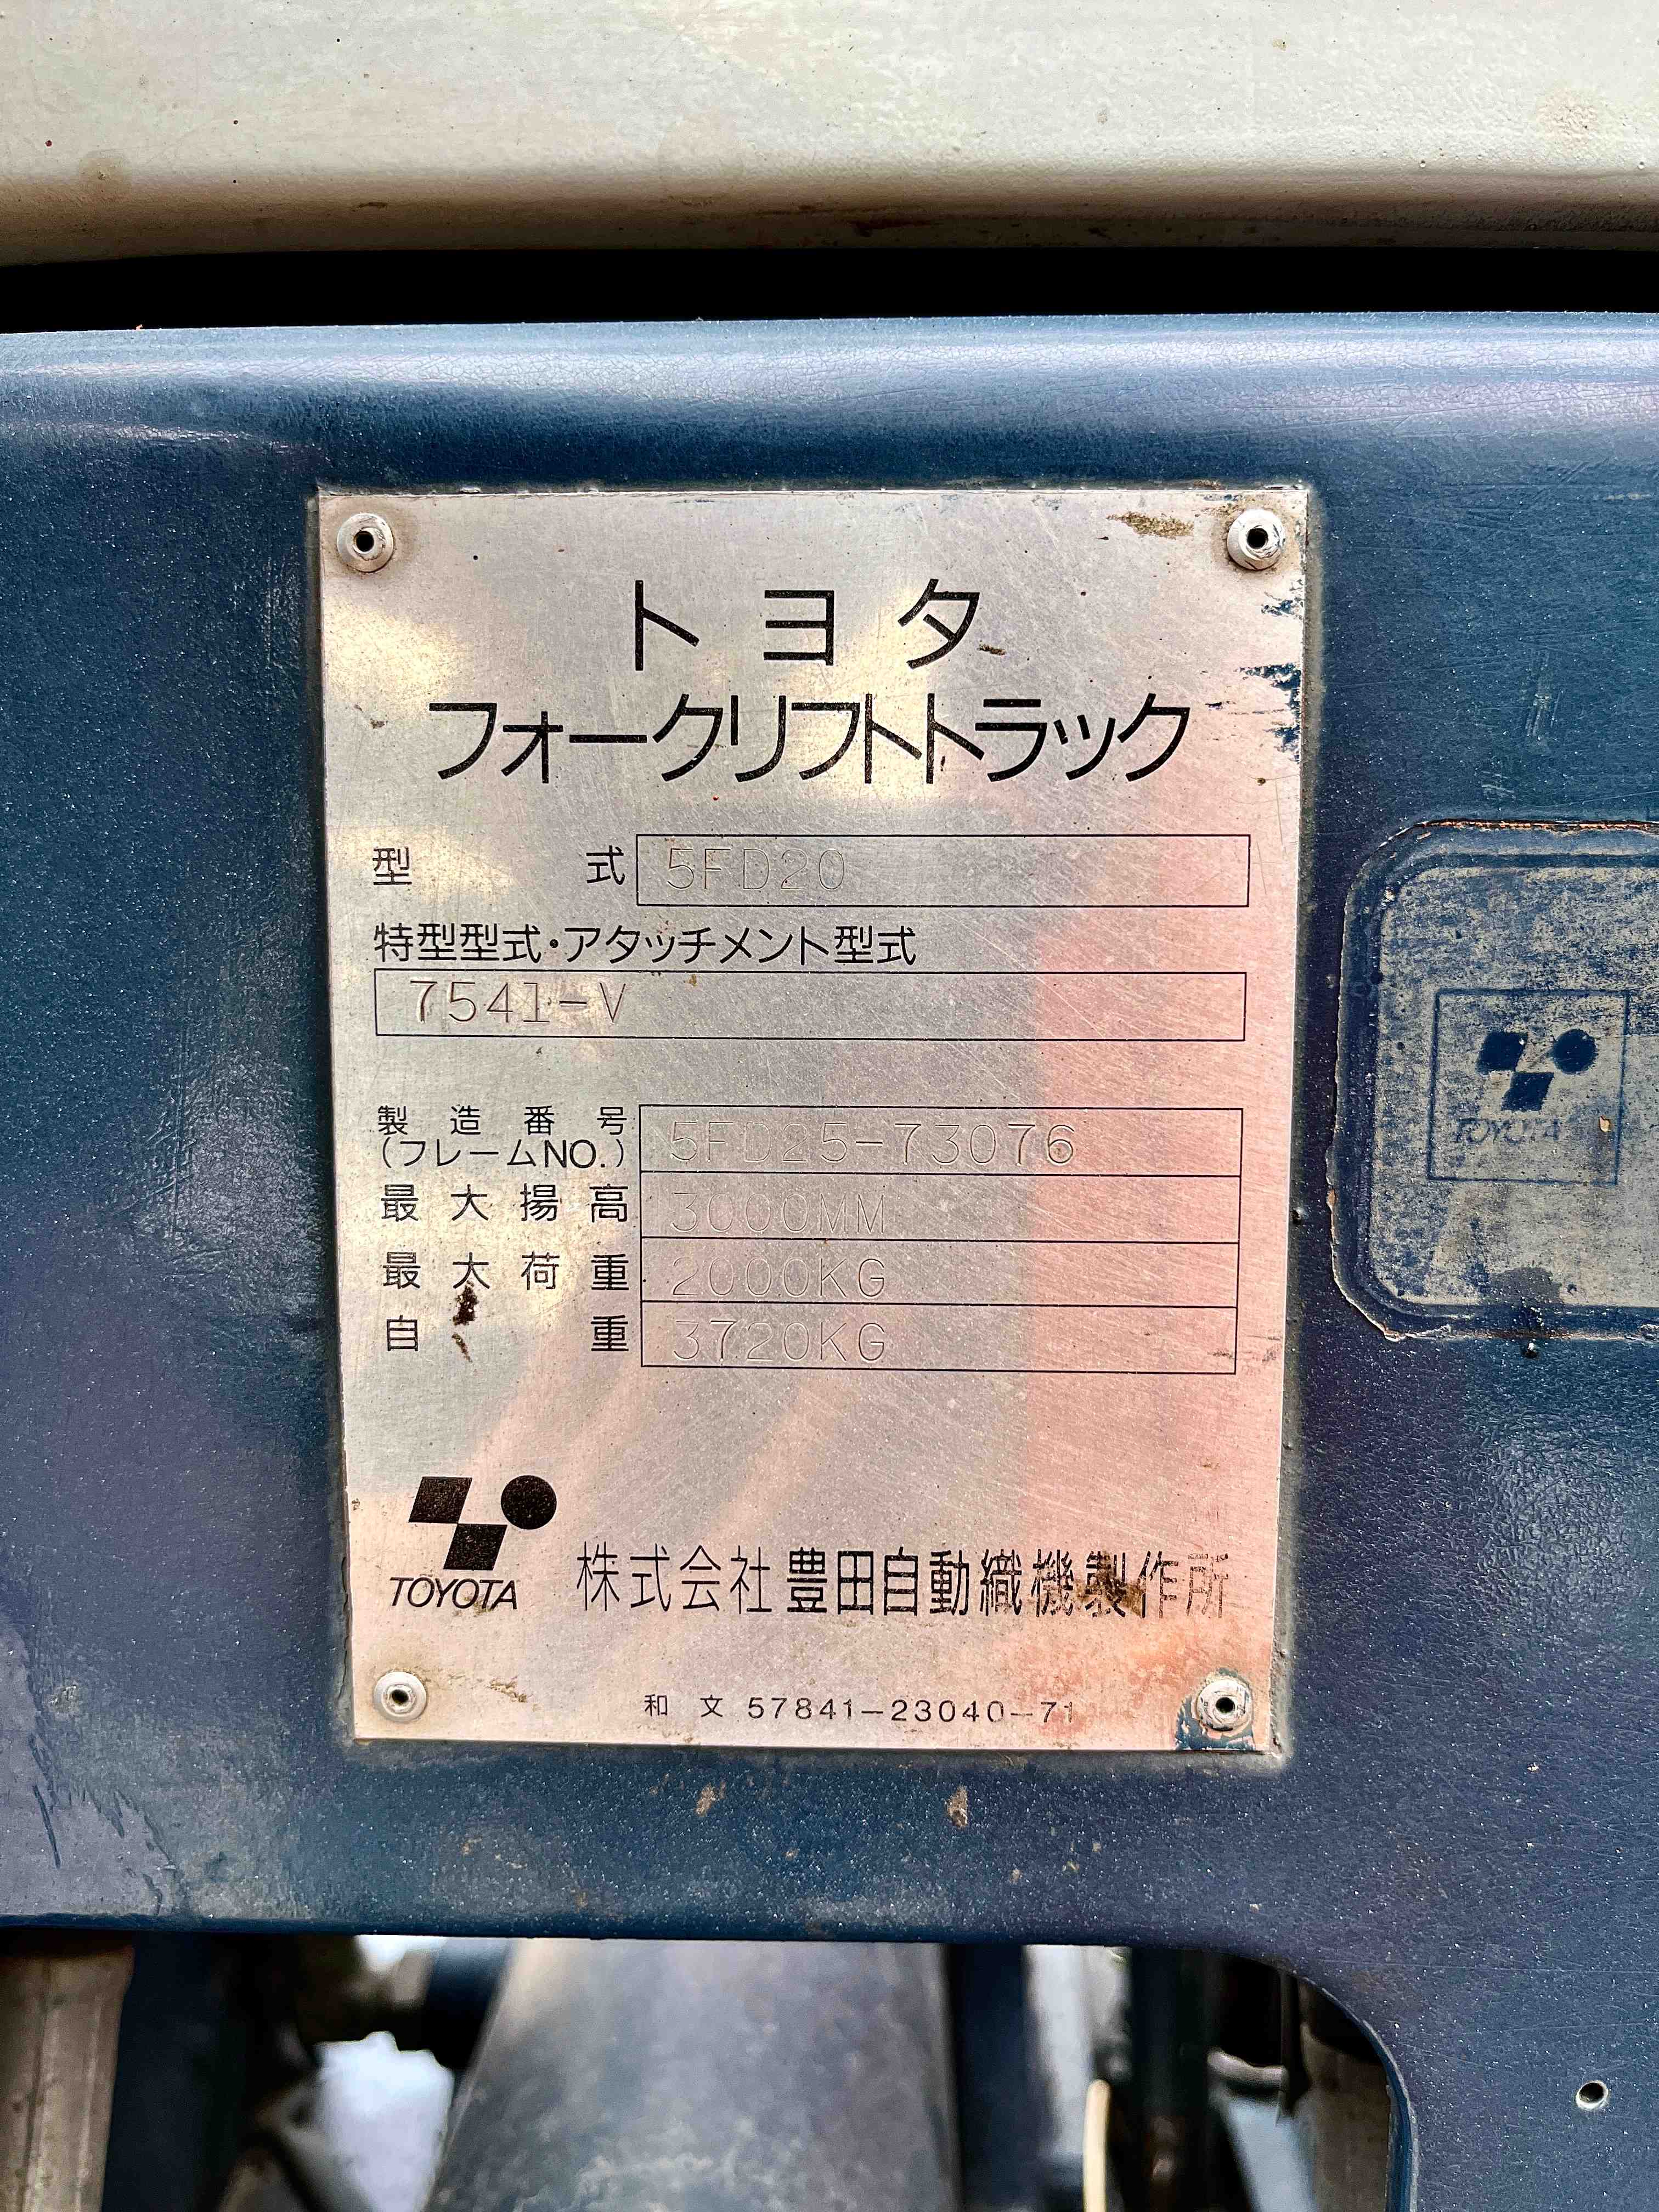 トヨタ
フォークリフトトラック
型式 5FD20
特型型式・アタッチメント型式
7541-V
製造番号 5FD25-73076
(フレームNO.)
最大揚高 3000MM
最大荷重 2000KG
自重 3720KG
TOYOTA 株式会社 豊田自動織機製作所
和文 57841-23040-71
TOYOTA